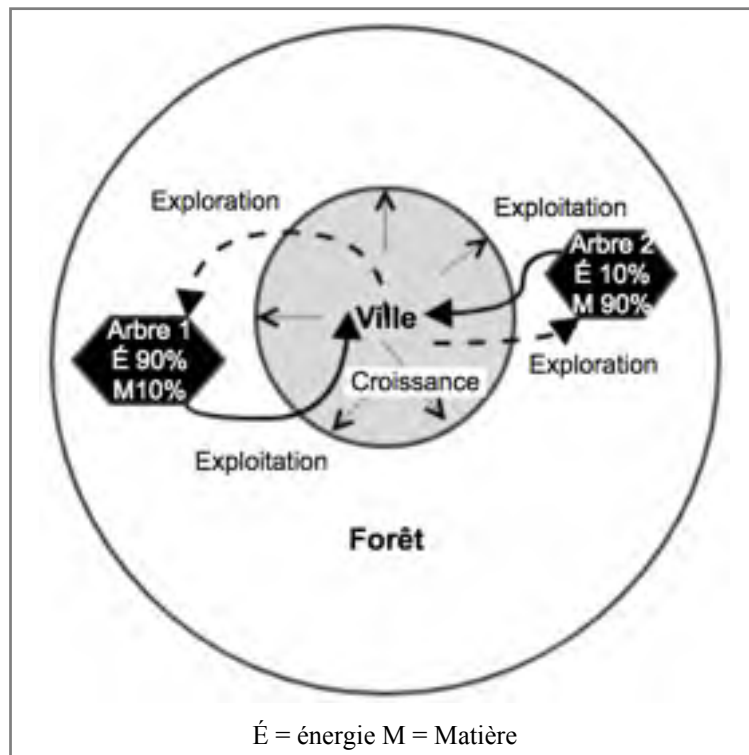 Exploration
Exploitation
Arbre 2
É 10%
M 90%
Arbre 1
É 90%
M10%
Ville
Exploration
Croissance
Exploitation
Forêt
É = énergie M = Matière